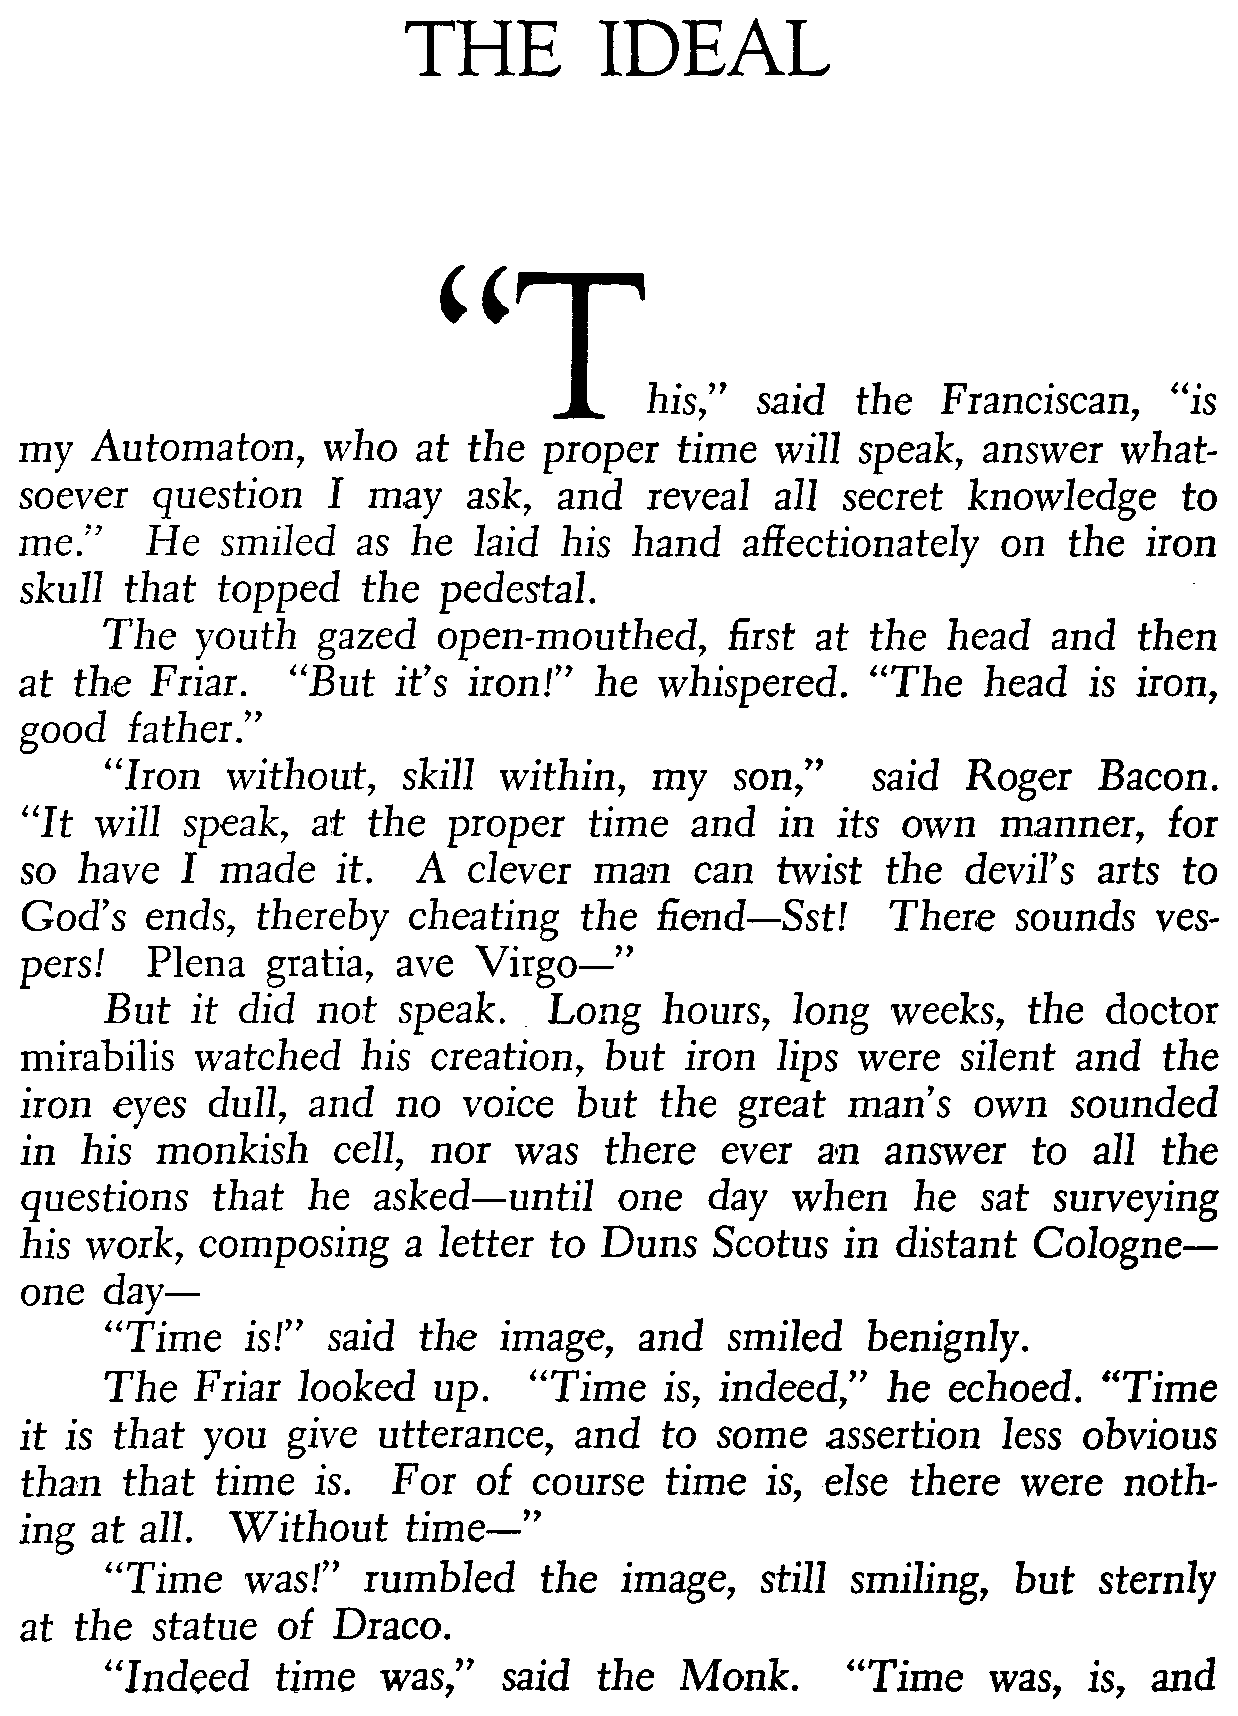 THE IDEAL
“This,” said the Franciscan, “is
my Automaton, who at the proper time will speak, answer what-
soever question I may ask, and reveal all secret knowledge to
me.” He smiled as he laid his hand affectionately on the iron
skull that topped the pedestal.
The youth gazed open-mouthed, first at the head and then
at the Friar. “But it’s iron!” he whispered. “The head is iron,
good father.”
“Iron without, skill within, my son,” said Roger Bacon.
“It will speak, at the proper time and in its own manner, for
so have I made it. A clever man can twist the devil’s arts to
God’s ends, thereby cheating the fiend—Sst! There sounds ves-
pers! Plena gratia, ave Virgo—”
But it did not speak. Long hours, long weeks, the doctor
mirabilis watched his creation, but iron lips were silent and the
iron eyes dull, and no voice but the great man’s own sounded
in his monkish cell, nor was there ever an answer to all the
questions that he asked—until one day when he sat surveying
his work, composing a letter to Duns Scotus in distant Cologne—
one day—
“Time is!” said the image, and smiled benignly.
The Friar looked up. “Time is, indeed,” he echoed. “Time
it is that you give utterance, and to some assertion less obvious
than that time is. For of course time is, else there were noth-
ing at all. Without time—”
“Time was!” rumbled the image, still smiling, but sternly
at the statue of Draco.
“Indeed time was,” said the Monk. “Time was, is, and